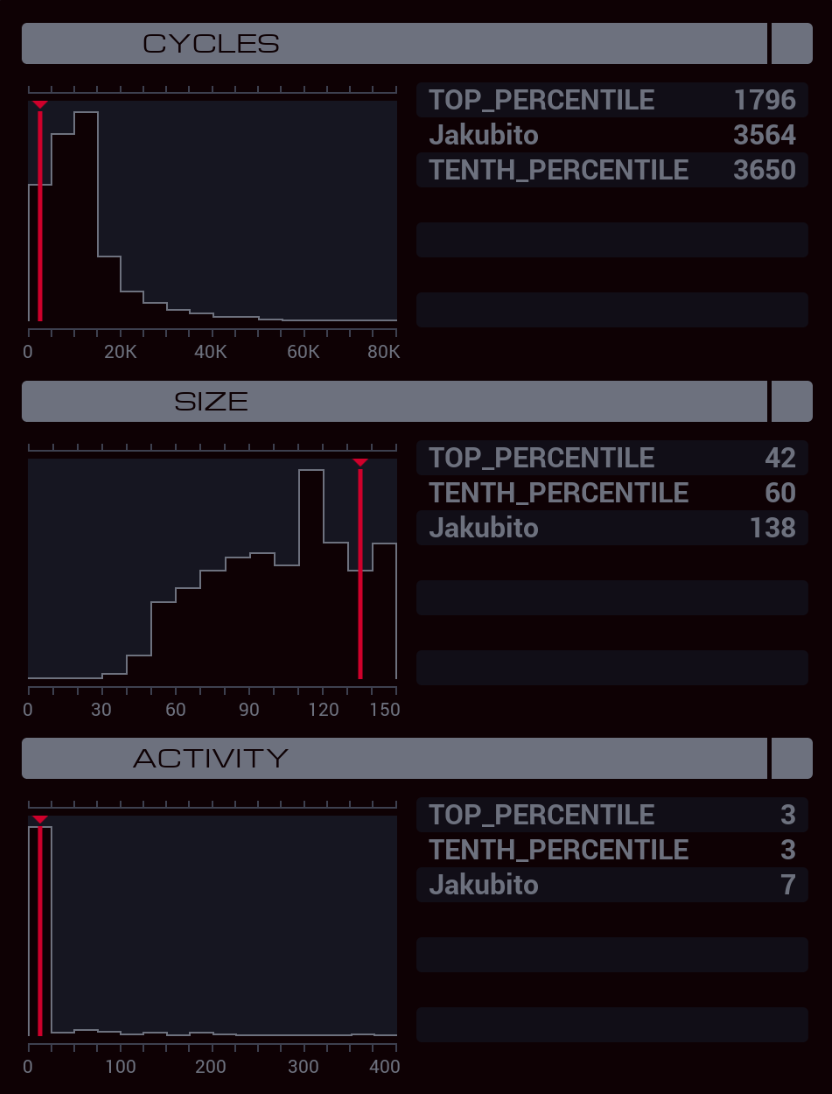 CYCLES
TOP_PERCENTILE 1796
Jakubito 3564
TENTH_PERCENTILE 3650
0 20K 40K 60K 80K
SIZE
TOP_PERCENTILE 42
TENTH_PERCENTILE 60
Jakubito 138
0 30 60 90 120 150
ACTIVITY
TOP_PERCENTILE 3
TENTH_PERCENTILE 3
Jakubito 7
0 100 200 300 400